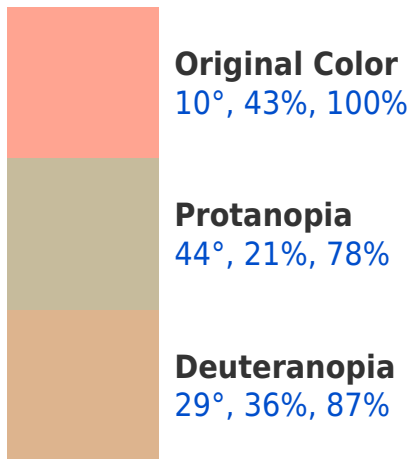 Original Color
10°, 43%, 100%
Protanopia
44°, 21%, 78%
Deuteranopia
29°, 36%, 87%